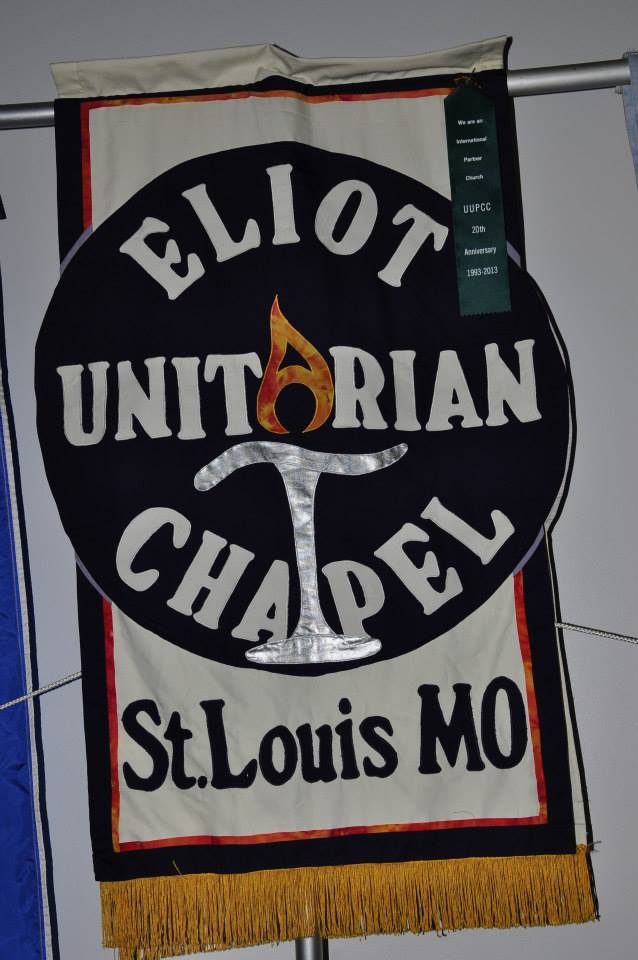 ELIOT
UNITARIAN
CHAPEL
St. Louis MO
We are an
International
Partner
Church
UUPCC
20th
Anniversary
1993-2013